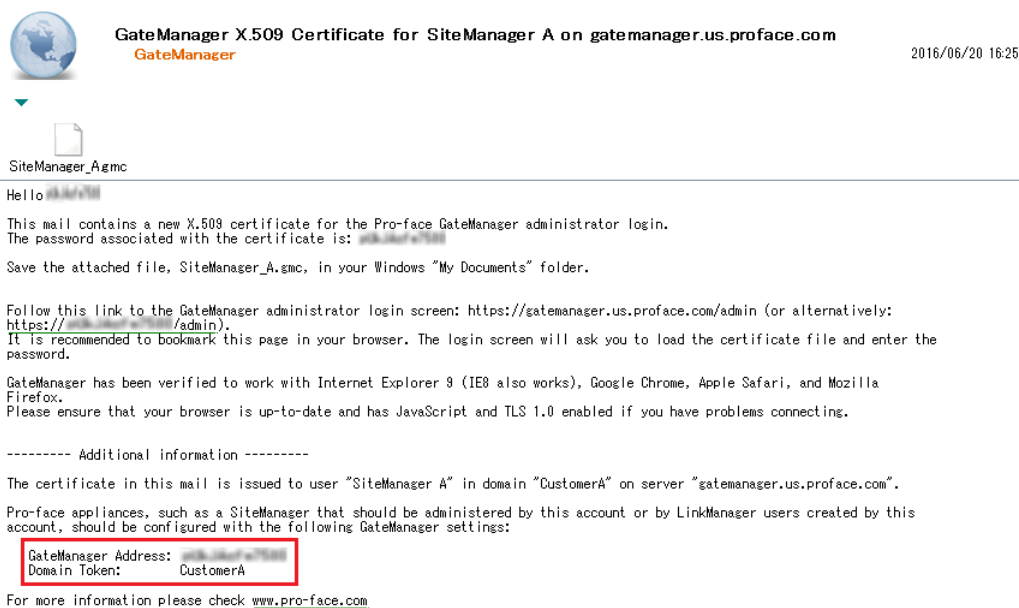 GateManager X.509 Certificate for SiteManager A on gatemanager.us.proface.com
GateManager
2016/06/20 16:25
SiteManager_A.gmc
Hello
This mail contains a new X.509 certificate for the Pro-face GateManager administrator login.
The password associated with the certificate is:
Save the attached file, SiteManager_A.gmc, in your Windows "My Documents" folder.
Follow this link to the GateManager administrator login screen: https://gatemanager.us.proface.com/admin (or alternatively:
https:// /admin).
It is recommended to bookmark this page in your browser. The login screen will ask you to load the certificate file and enter the
password.
GateManager has been verified to work with Internet Explorer 9 (IE8 also works), Google Chrome, Apple Safari, and Mozilla
Firefox.
Please ensure that your browser is up-to-date and has JavaScript and TLS 1.0 enabled if you have problems connecting.
--------- Additional information ---------
The certificate in this mail is issued to user "SiteManager A" in domain "CustomerA" on server "gatemanager.us.proface.com".
Pro-face appliances, such as a SiteManager that should be administered by this account or by LinkManager users created by this
account, should be configured with the following GateManager settings:
GateManager Address:
Domain Token: CustomerA
For more information please check www.pro-face.com